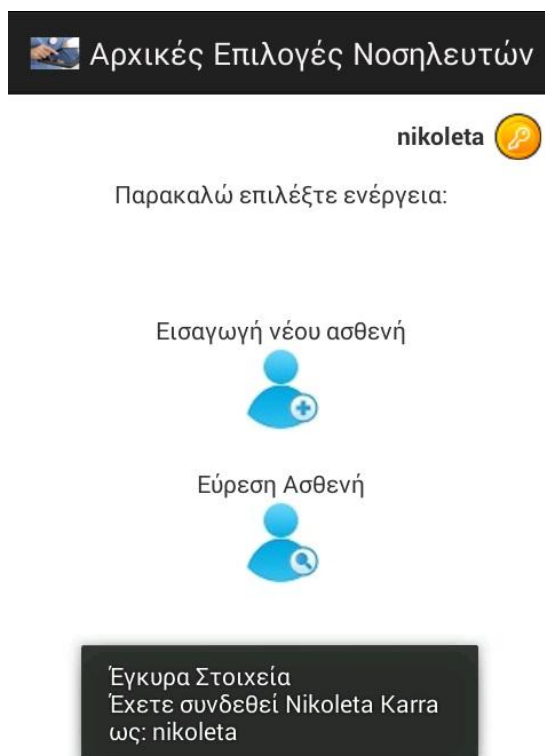 Αρχικές Επιλογές Νοσηλευτών
nikoleta
Παρακαλώ επιλέξτε ενέργεια:
Εισαγωγή νέου ασθενή
Εύρεση Ασθενή
Έγκυρα Στοιχεία
Έχετε συνδεθεί Nikoleta Karra
ως: nikoleta